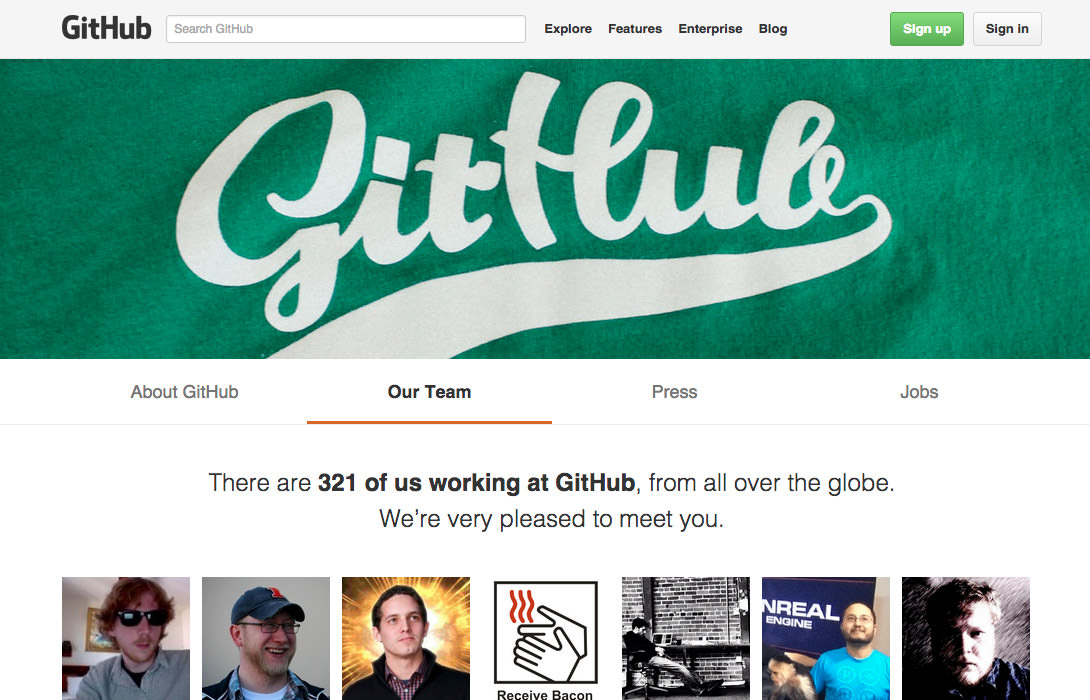 GitHub
Search GitHub
Explore Features Enterprise Blog
Sign up
Sign in
GitHub
About GitHub
Our Team
Press
Jobs
There are 321 of us working at GitHub, from all over the globe.
We’re very pleased to meet you.
NREAL
ENGINE
Receive Bacon